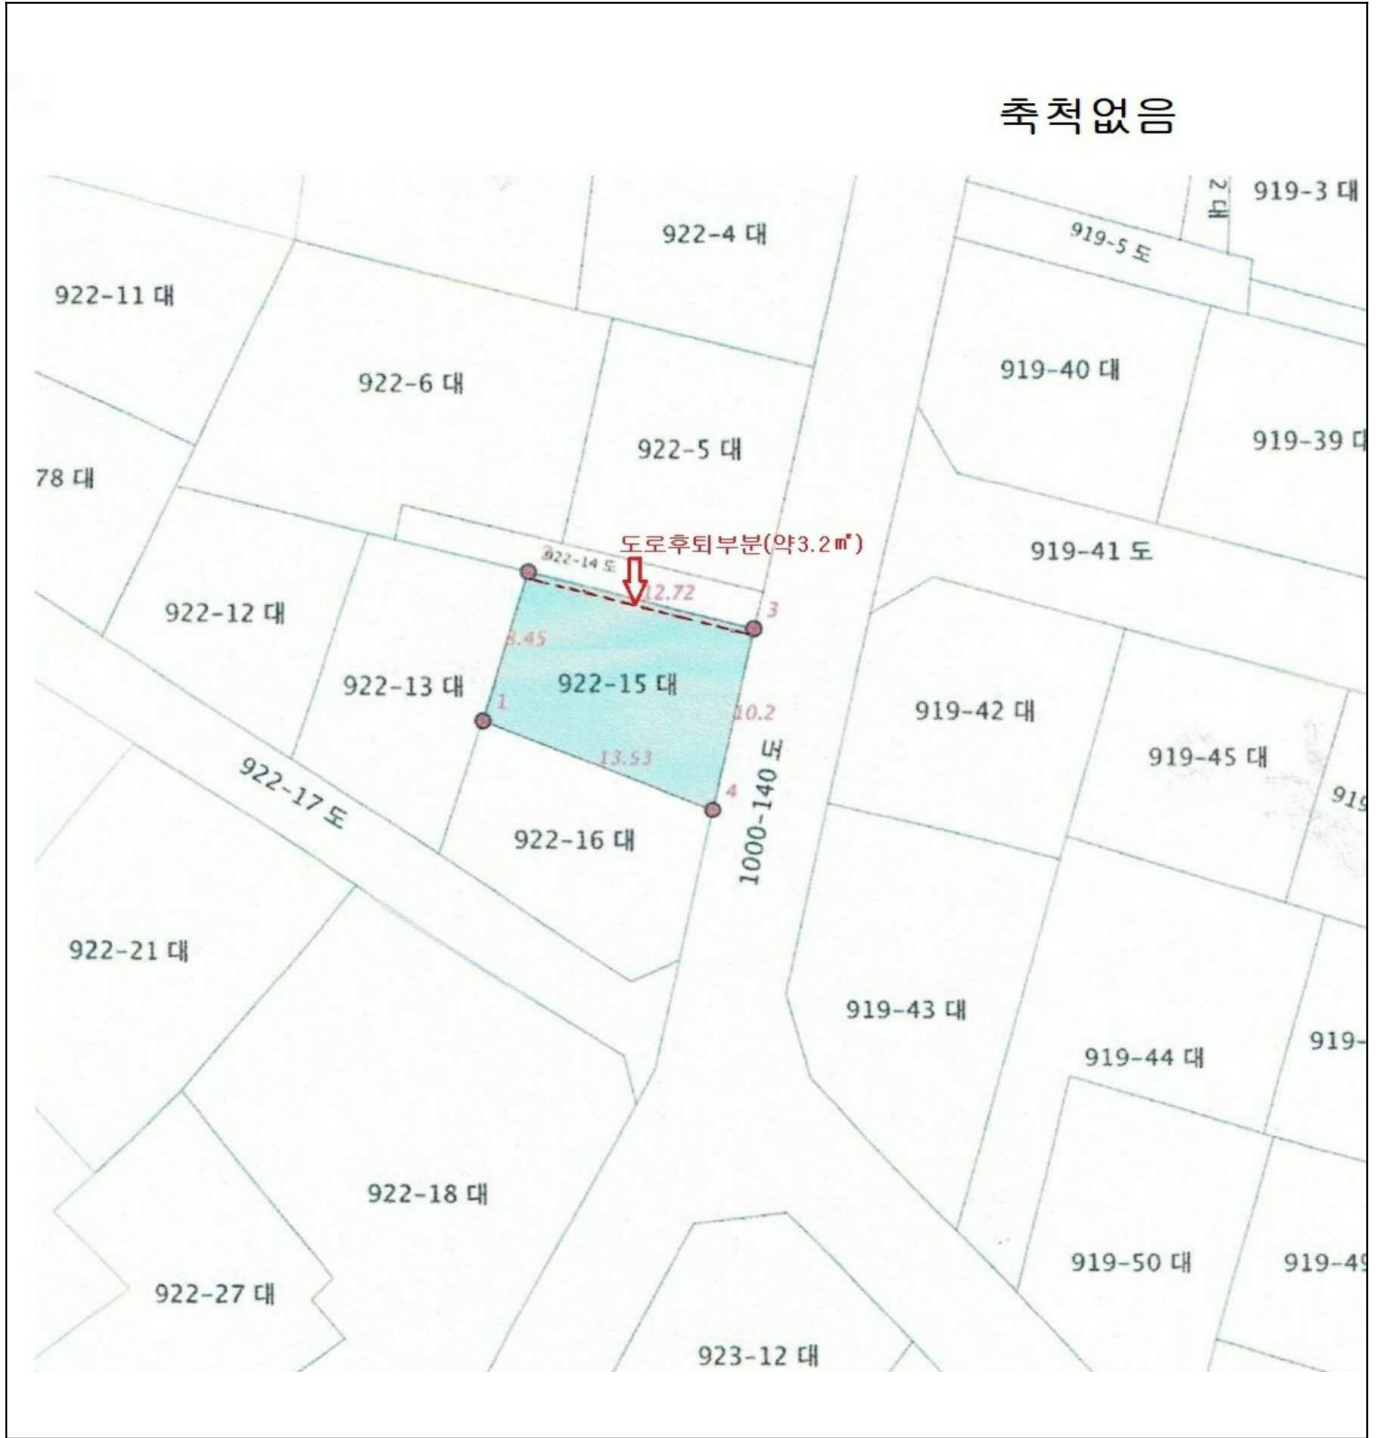 축척없음
2 대
919-3 대
922-4 대
919-5 도
922-11 대
919-40 대
922-6 대
919-39 대
922-5 대
78 대
도로후퇴부분(약3.2㎡)
919-41 도
922-14 도
12.72
3
922-12 대
8.45
922-15 대
922-13 대
1
10.2
919-42 대
13.53
919-45 대
4
922-17 도
1000-140 도
919
922-16 대
922-21 대
919-43 대
919-
919-44 대
922-18 대
919-50 대
919-49
922-27 대
923-12 대